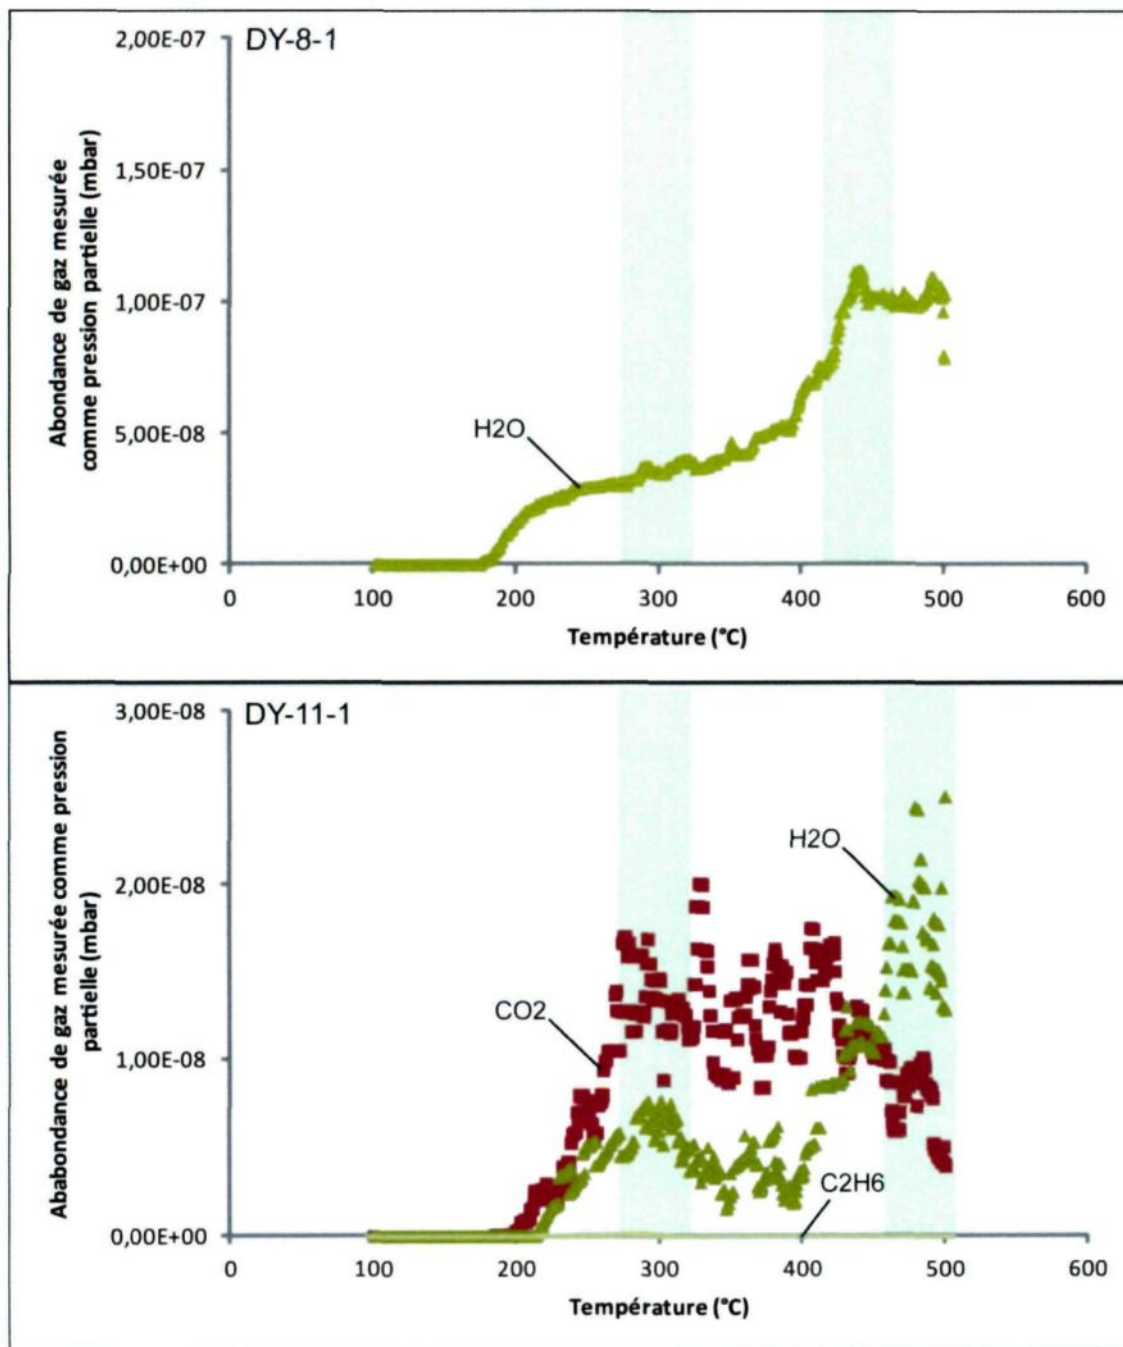 DY-8-1
Abondance de gaz mesurée
comme pression partielle (mbar)
2,00E-07
1,50E-07
1,00E-07
5,00E-08
0,00E+00
H2O
0
100
200
300
400
500
600
Température (°C)
DY-11-1
Ababondance de gaz mesurée comme pression
partielle (mbar)
3,00E-08
2,00E-08
1,00E-08
0,00E+00
H2O
CO2
C2H6
0
100
200
300
400
500
600
Température (°C)